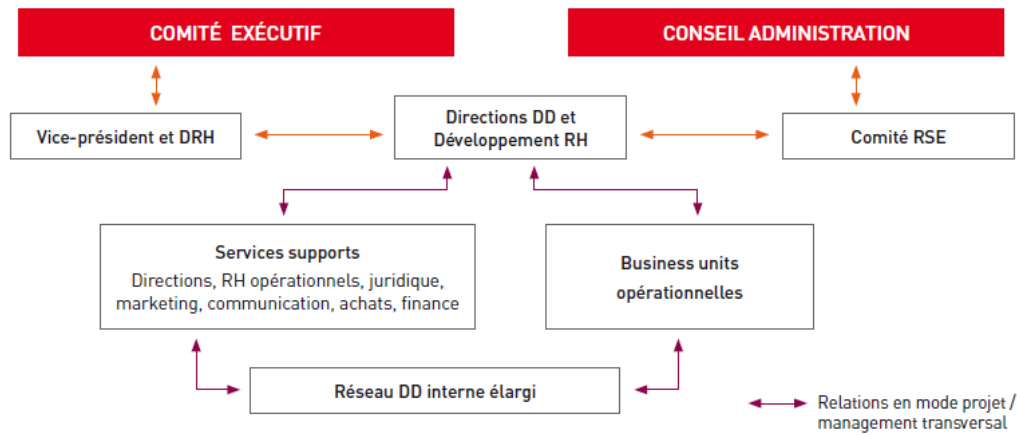 COMITÉ EXÉCUTIF
CONSEIL ADMINISTRATION
Vice-président et DRH
Directions DD et
Développement RH
Comité RSE
Services supports
Directions, RH opérationnels, juridique,
marketing, communication, achats, finance
Business units
opérationnelles
Réseau DD interne élargi
Relations en mode projet /
management transversal